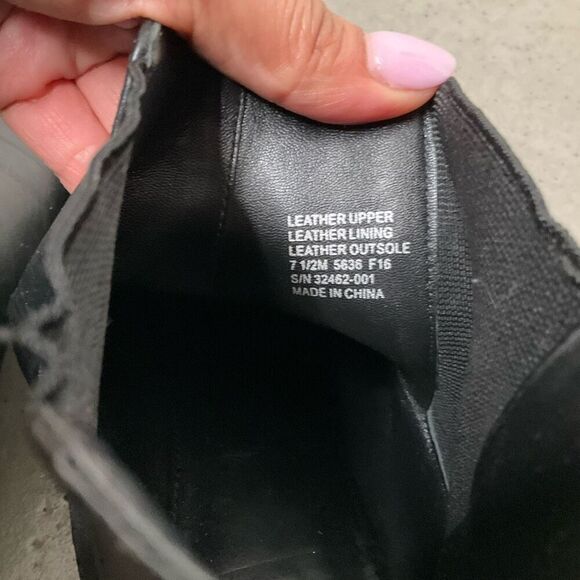 LEATHER UPPER
LEATHER LINING
LEATHER OUTSOLE
7 1/2M 5636 F16
S/N 32462-001
MADE IN CHINA